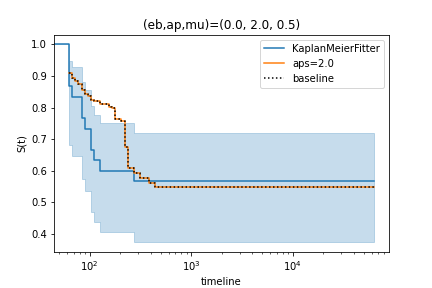 (eb,ap,mu)=(0.0, 2.0, 0.5)
KaplanMeierFitter
aps=2.0
baseline
S(t)
1.0
0.9
0.8
0.7
0.6
0.5
0.4
10² 10³ 10⁴
timeline